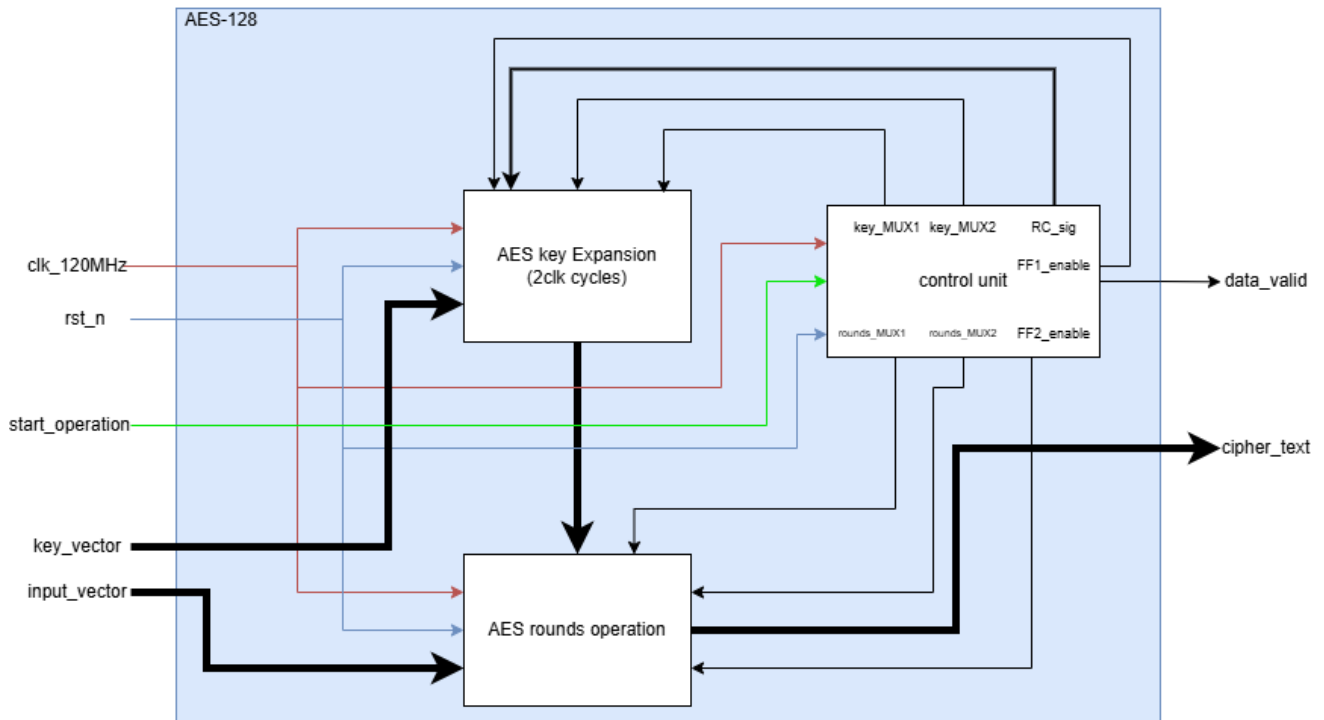 AES-128
key_MUX1 key_MUX2 RC_sig
AES key Expansion
(2clk cycles)
clk_120MHz
FF1_enable
control unit
data_valid
rst_n
rounds_MUX1 rounds_MUX2 FF2_enable
start_operation
cipher_text
key_vector
input_vector
AES rounds operation